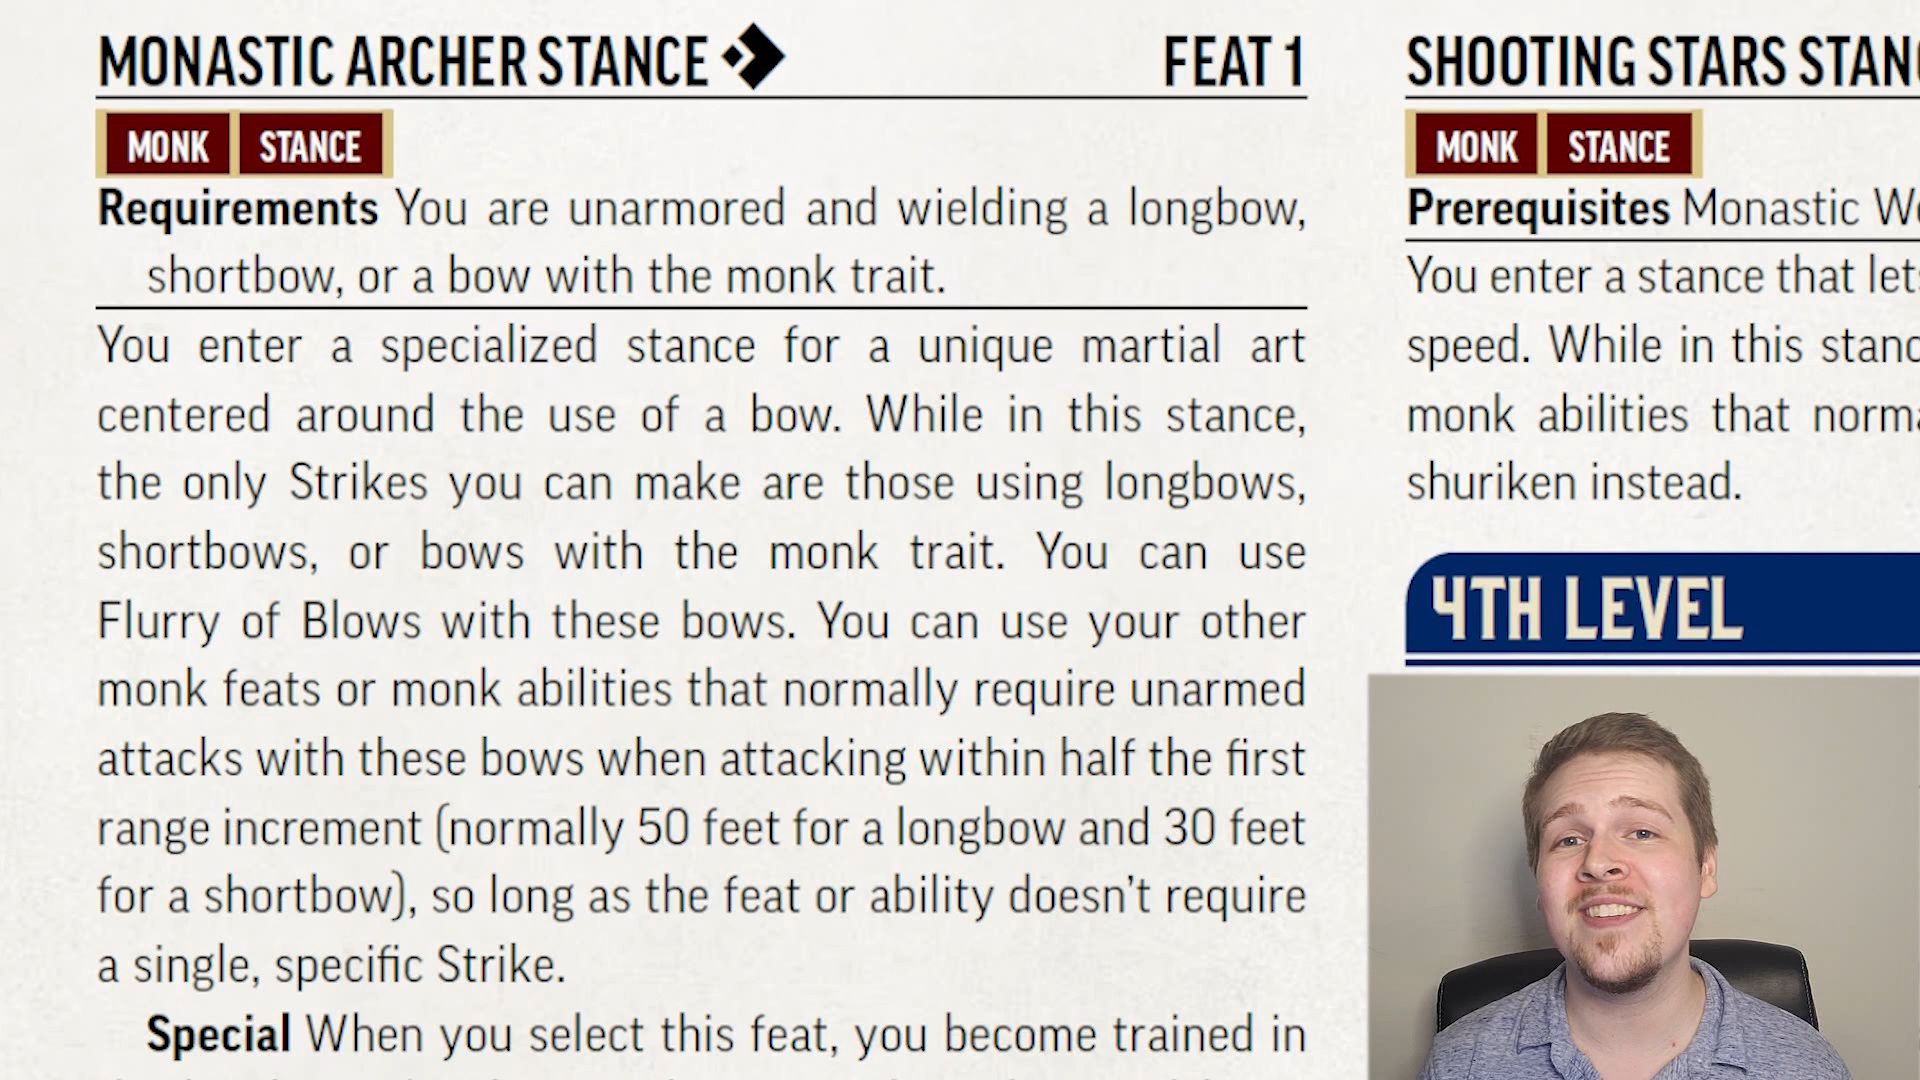 MONASTIC ARCHER STANCE FEAT 1
MONK STANCE
Requirements You are unarmored and wielding a longbow,
shortbow, or a bow with the monk trait.
You enter a specialized stance for a unique martial art
centered around the use of a bow. While in this stance,
the only Strikes you can make are those using longbows,
shortbows, or bows with the monk trait. You can use
Flurry of Blows with these bows. You can use your other
monk feats or monk abilities that normally require unarmed
attacks with these bows when attacking within half the first
range increment (normally 50 feet for a longbow and 30 feet
for a shortbow), so long as the feat or ability doesn't require
a single, specific Strike.
Special When you select this feat, you become trained in
SHOOTING STARS
MONK STANCE
Prerequisites Monastic
You enter a stance that
speed. While in this
monk abilities that
shuriken instead.
4TH LEVEL